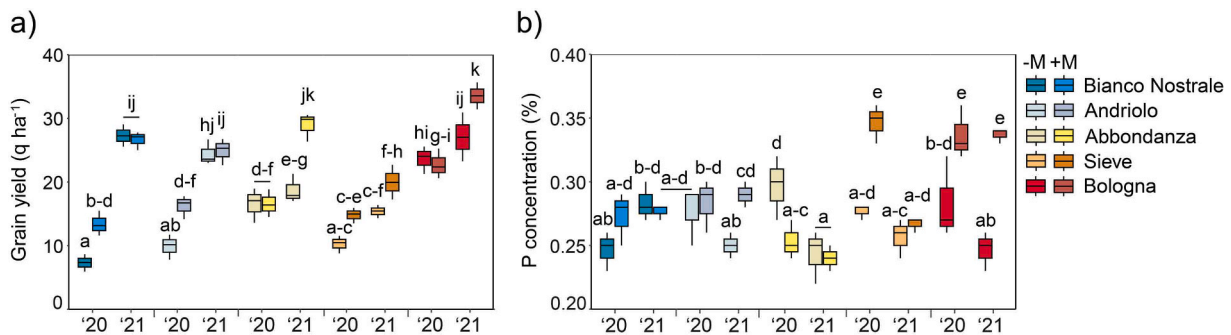 a)
Grain yield (q ha⁻¹)
40
30
20
10
0
a
b-d
ij
ab
d-f
hj
ij
d-f
e-g
jk
a-c
c-e
c-f
f-h
hi
g-i
ij
k
'20 '21 '20 '21 '20 '21 '20 '21 '20 '21
b)
P concentration (%)
0.40
0.35
0.30
0.25
0.20
ab
a-d
b-d
a-d
b-d
ab
cd
d
a-c
a
a-d
e
a-c
a-d
b-d
e
ab
e
'20 '21 '20 '21 '20 '21 '20 '21 '20 '21
-M +M
Bianco Nostrale
Andriolo
Abbondanza
Sieve
Bologna